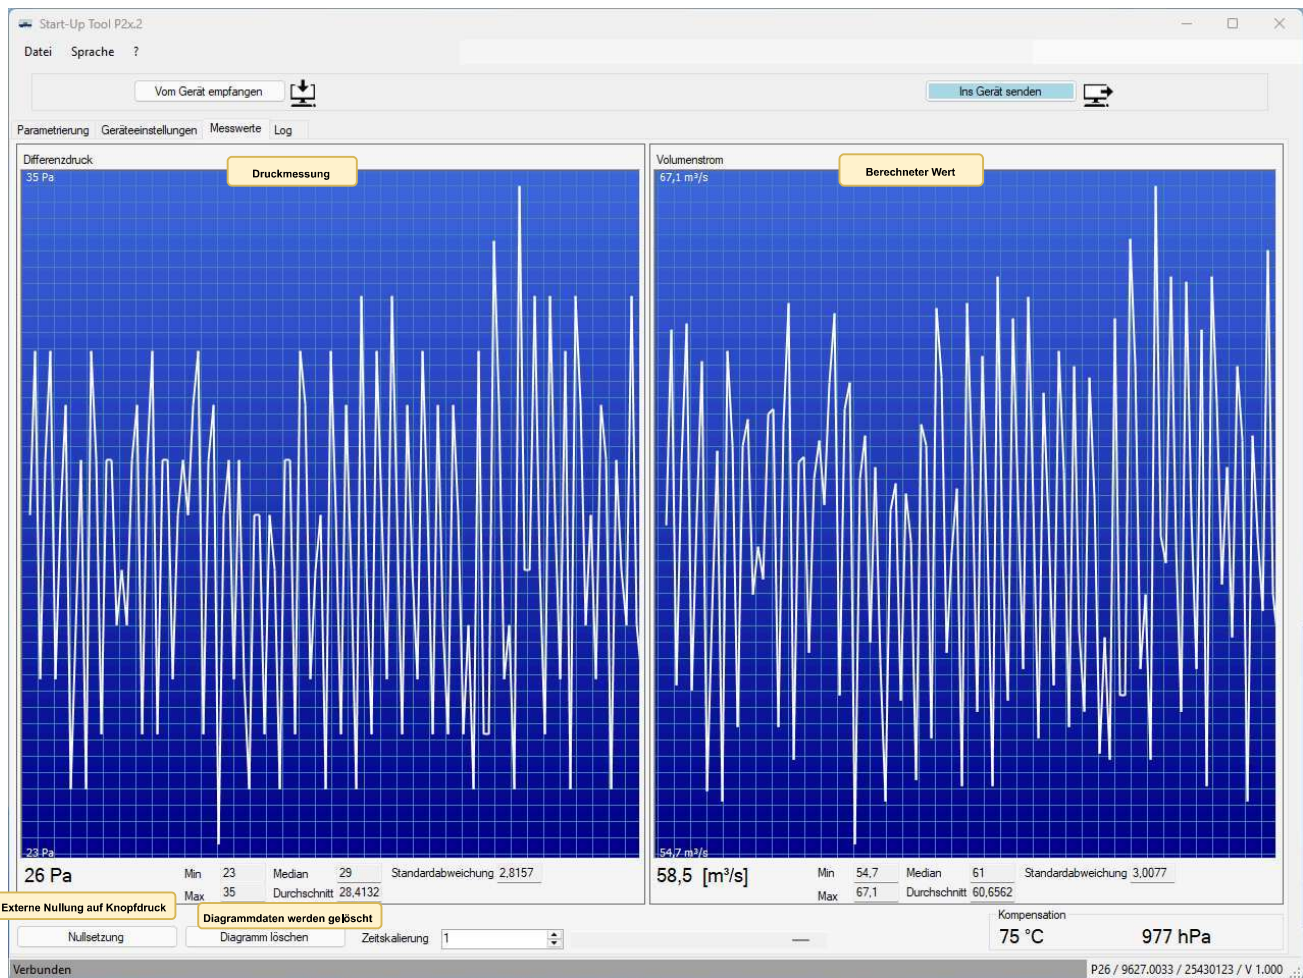 Start-Up Tool P2x.2
Datei Sprache ?
Vom Gerät empfangen
Ins Gerät senden
Parametrierung Geräteeinstellungen Messwerte Log
Differenzdruck
Druckmessung
35 Pa
23 Pa
26 Pa
Min 23 Median 29 Standardabweichung 2,8157
Max 35 Durchschnitt 28,4132
Volumenstrom
Berechneter Wert
67,1 m³/s
54,7 m³/s
58,5 [m³/s]
Min 54,7 Median 61 Standardabweichung 3,0077
Max 67,1 Durchschnitt 60,6562
Externe Nullung auf Knopfdruck
Diagrammdaten werden gelöscht
Nullsetzung
Diagramm löschen
Zeitskalierung 1
Kompensation
75 °C 977 hPa
Verbunden
P26 / 9627.0033 / 25430123 / V 1.000